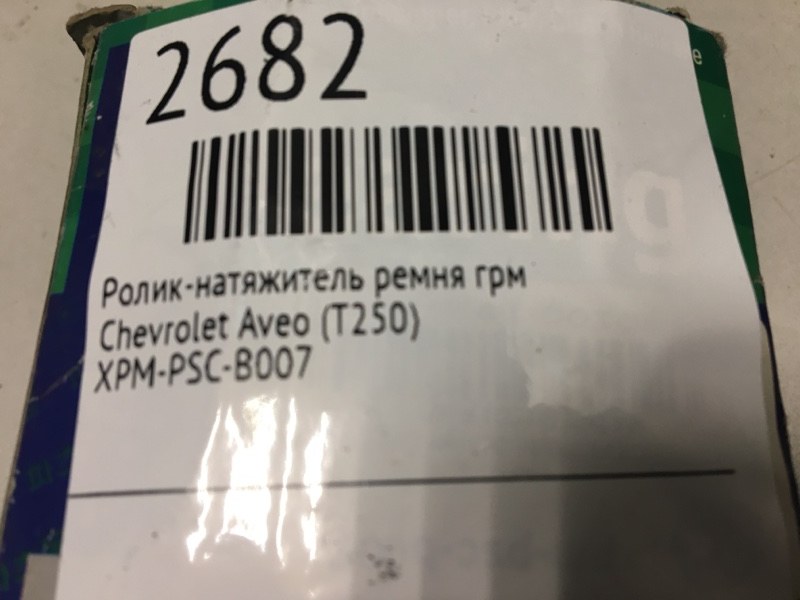 2682
Ролик-натяжитель ремня грм
Chevrolet Aveo (T250)
XPM-PSC-B007